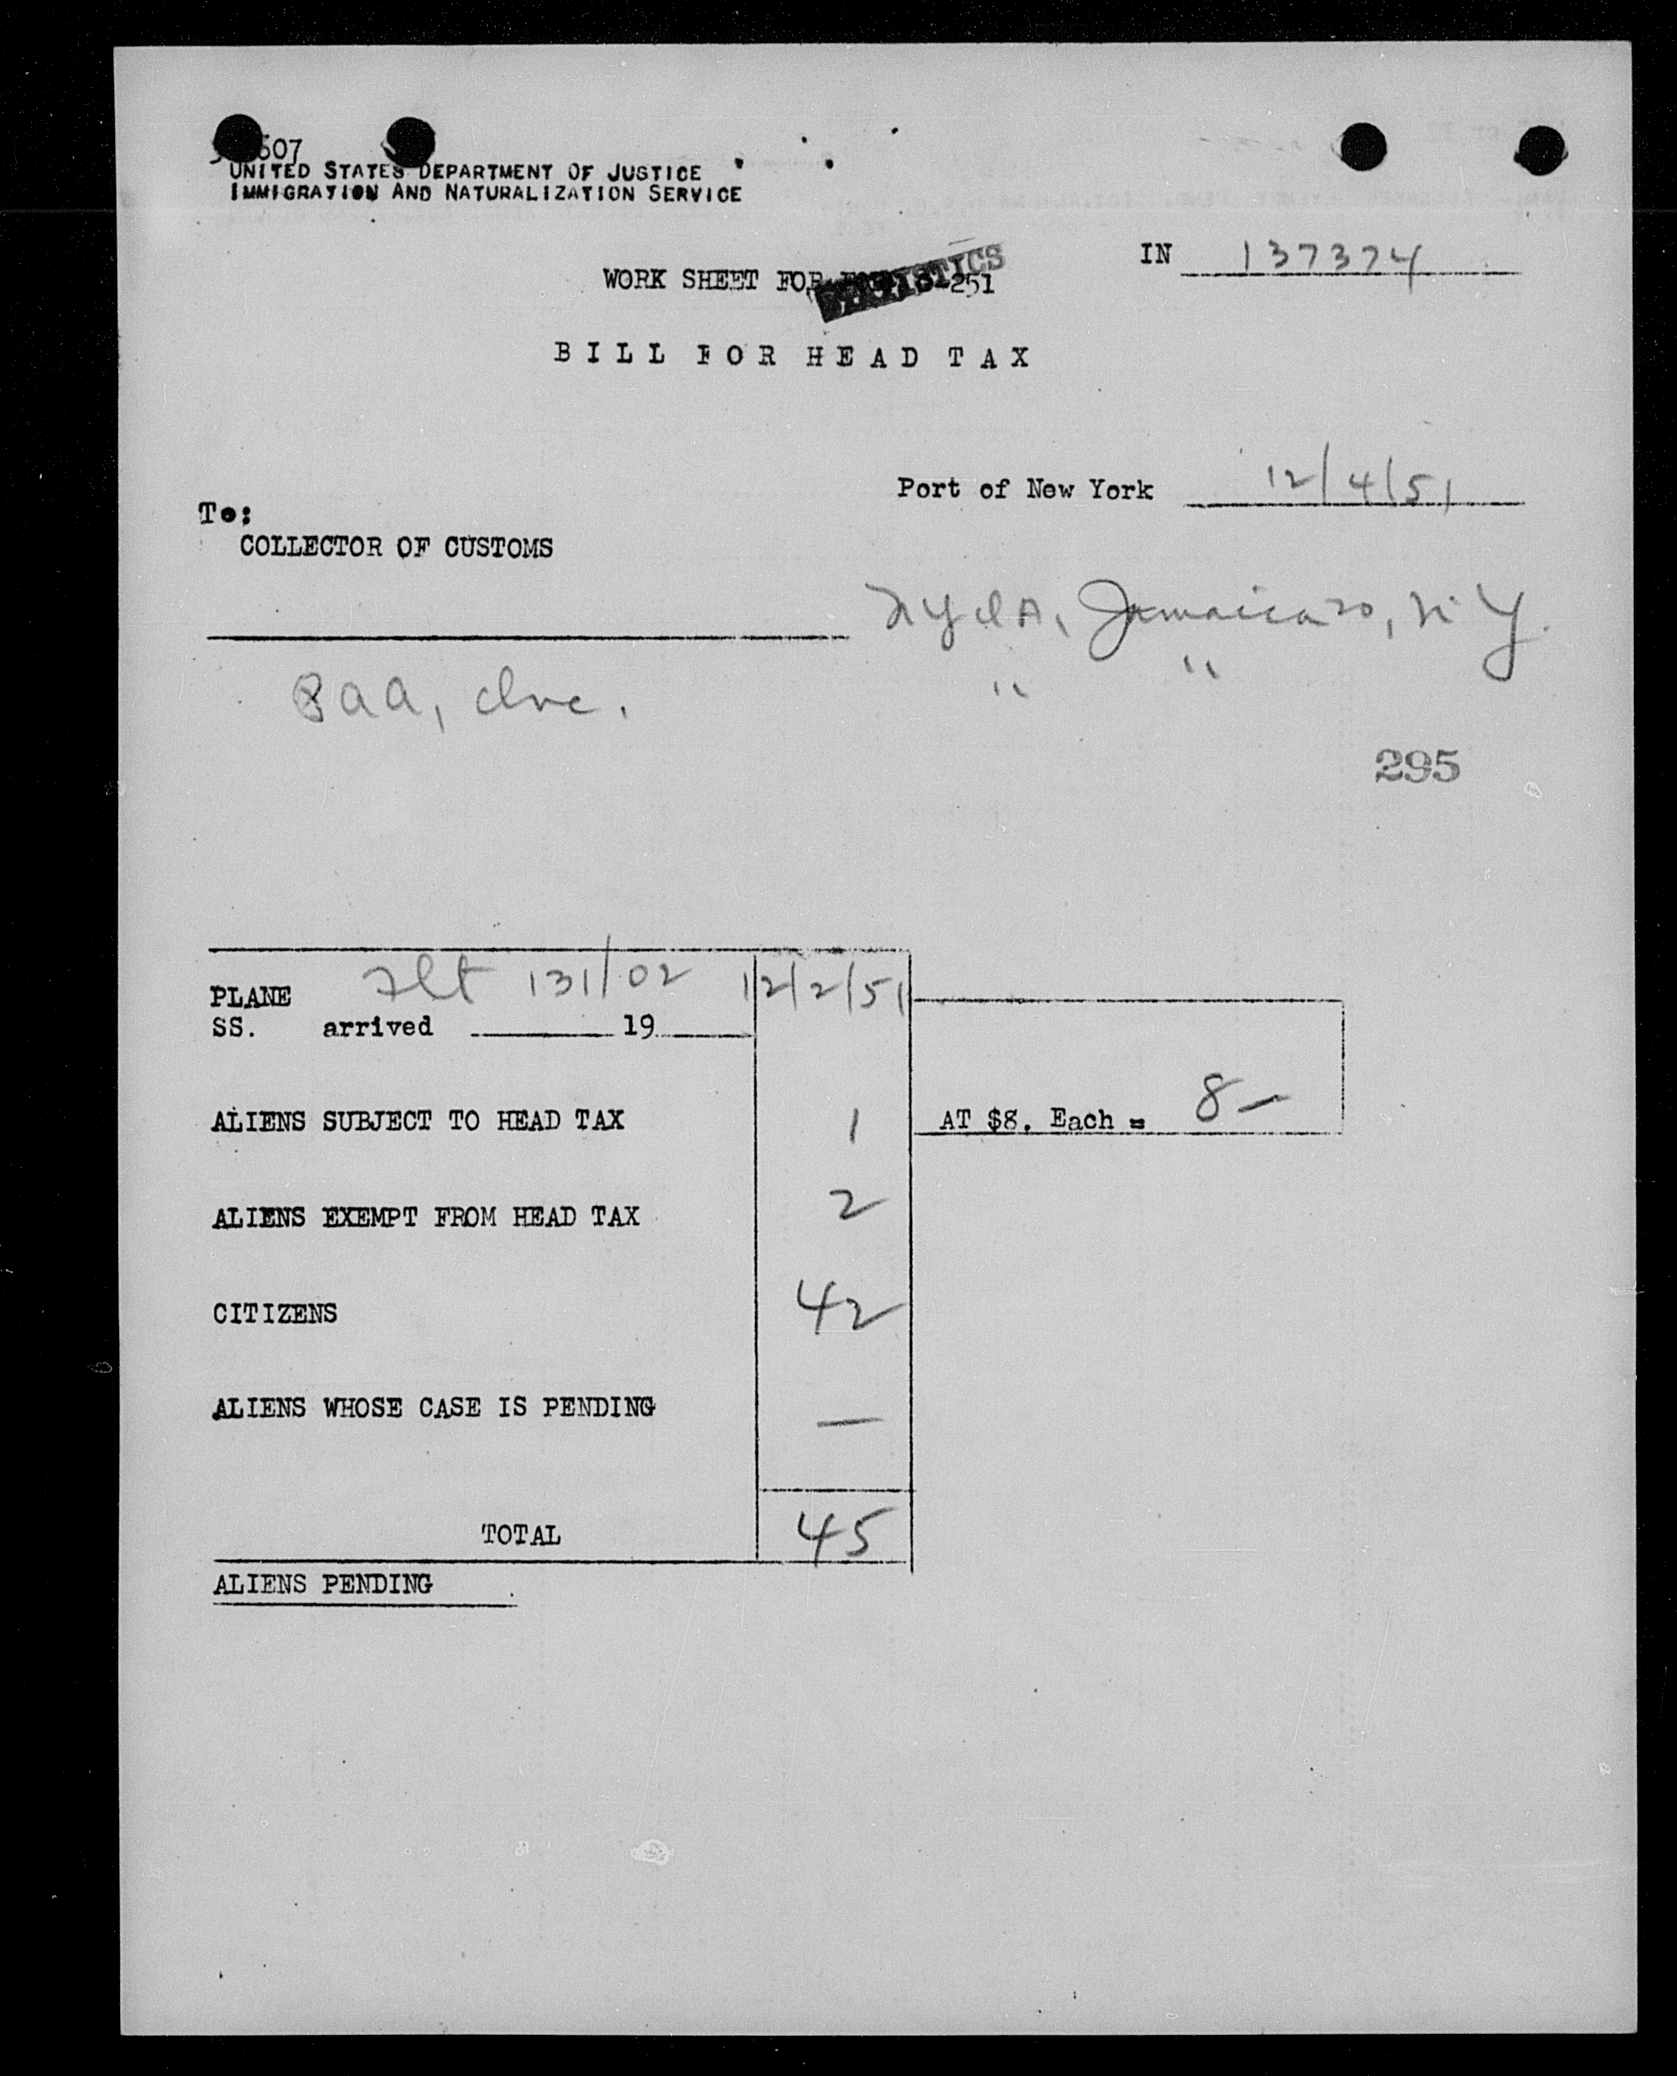 507
UNITED STATES DEPARTMENT OF JUSTICE
IMMIGRATION AND NATURALIZATION SERVICE
IN 137374
WORK SHEET FOR 251
STATISTICS
BILL FOR HEAD TAX
Port of New York 12/4/51
To:
COLLECTOR OF CUSTOMS
NYIA, Jamaica 20, N Y.
PAA, Inc. " "
295
PLANE Flt 131/02 12/2/51
SS. arrived 19
ALIENS SUBJECT TO HEAD TAX 1 AT $8. Each = 8-
ALIENS EXEMPT FROM HEAD TAX 2
CITIZENS 42
ALIENS WHOSE CASE IS PENDING —
TOTAL 45
ALIENS PENDING